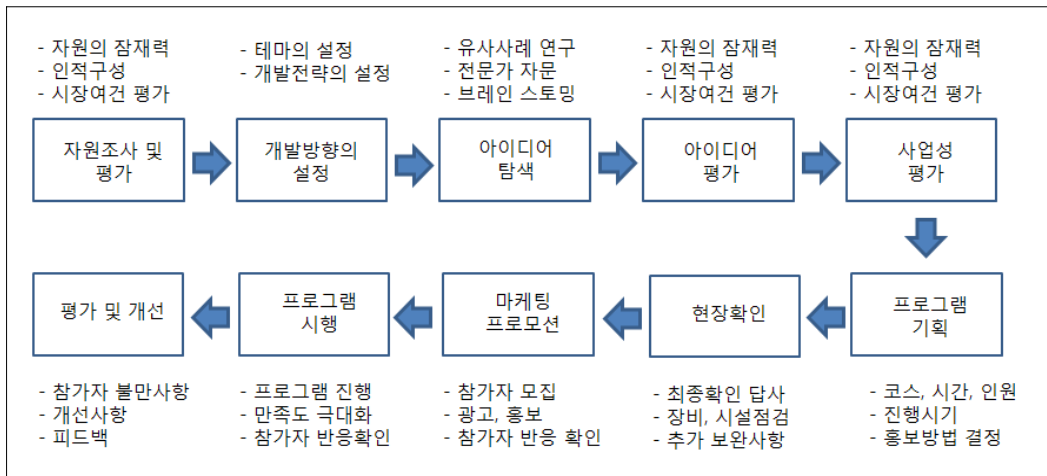 - 자원의 잠재력
- 인적구성
- 시장여건 평가
- 테마의 설정
- 개발전략의 설정
- 유사사례 연구
- 전문가 자문
- 브레인 스토밍
- 자원의 잠재력
- 인적구성
- 시장여건 평가
- 자원의 잠재력
- 인적구성
- 시장여건 평가
자원조사 및
평가
개발방향의
설정
아이디어
탐색
아이디어
평가
사업성
평가
평가 및 개선
프로그램
시행
마케팅
프로모션
현장확인
프로그램
기획
- 참가자 불만사항
- 개선사항
- 피드백
- 프로그램 진행
- 만족도 극대화
- 참가자 반응확인
- 참가자 모집
- 광고, 홍보
- 참가자 반응 확인
- 최종확인 답사
- 장비, 시설점검
- 추가 보완사항
- 코스, 시간, 인원
- 진행시기
- 홍보방법 결정